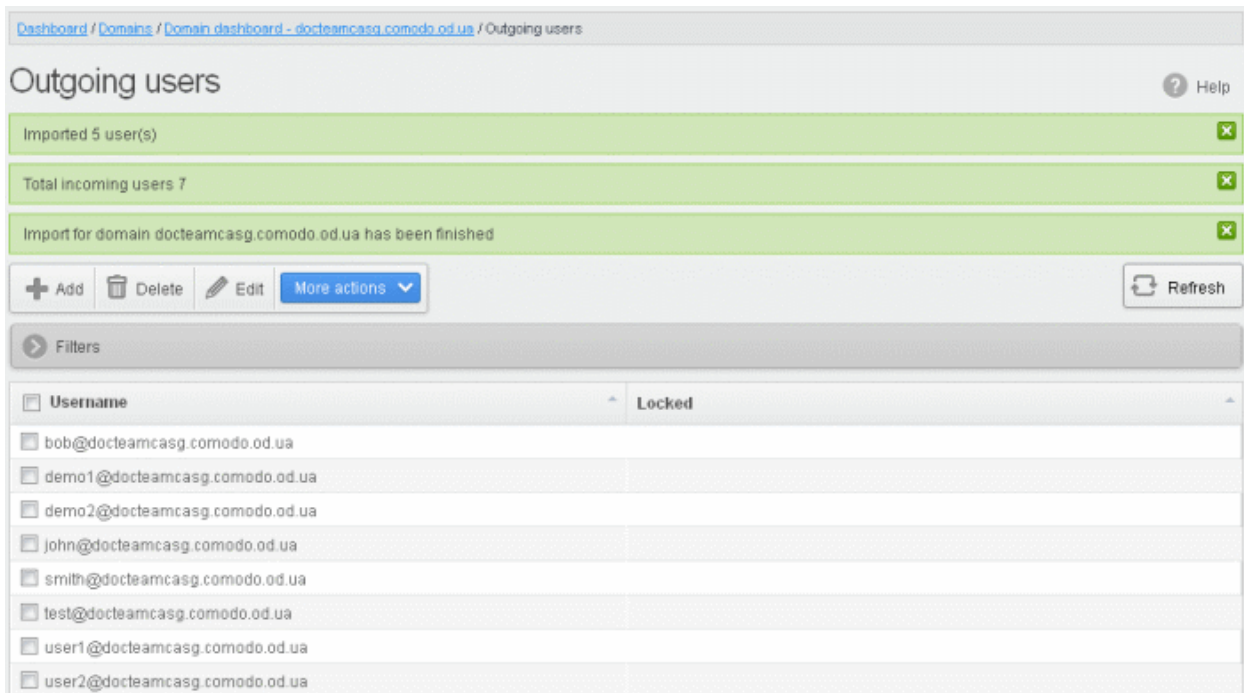 Dashboard / Domains / Domain dashboard - docteamcasg.comodo.od.ua / Outgoing users
Outgoing users
Help
Imported 5 user(s)
Total incoming users 7
Import for domain docteamcasg.comodo.od.ua has been finished
Add Delete Edit More actions Refresh
Filters
Username Locked
bob@docteamcasg.comodo.od.ua
demo1@docteamcasg.comodo.od.ua
demo2@docteamcasg.comodo.od.ua
john@docteamcasg.comodo.od.ua
smith@docteamcasg.comodo.od.ua
test@docteamcasg.comodo.od.ua
user1@docteamcasg.comodo.od.ua
user2@docteamcasg.comodo.od.ua